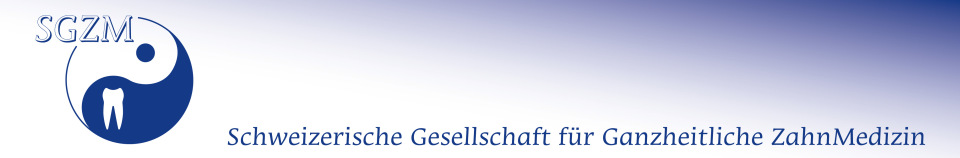 SGZM
Schweizerische Gesellschaft für Ganzheitliche ZahnMedizin